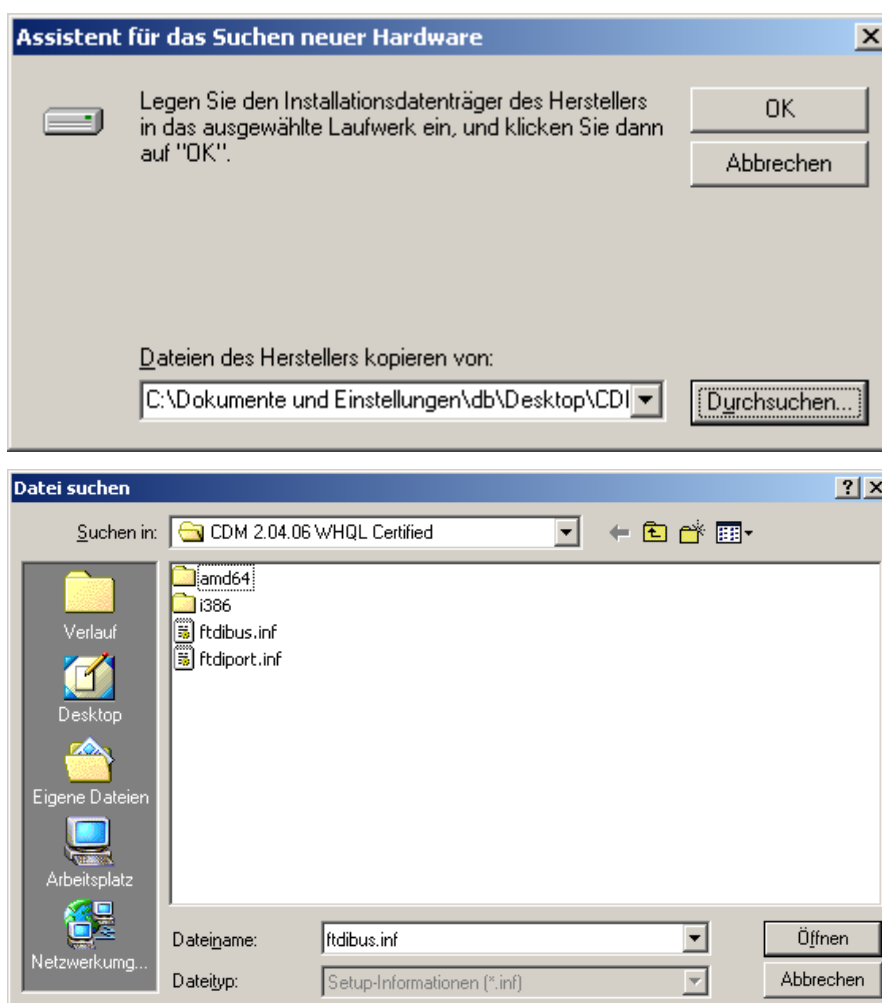 Assistent für das Suchen neuer Hardware
Legen Sie den Installationsdatenträger des Herstellers
in das ausgewählte Laufwerk ein, und klicken Sie dann
auf "OK".
OK
Abbrechen
Dateien des Herstellers kopieren von:
C:\Dokumente und Einstellungen\db\Desktop\CDI
Durchsuchen...
Datei suchen
Suchen in:
CDM 2.04.06 WHQL Certified
amd64
i386
ftdibus.inf
ftdiport.inf
Verlauf
Desktop
Eigene Dateien
Arbeitsplatz
Netzwerkumg...
Dateiname:
ftdibus.inf
Öffnen
Dateityp:
Setup-Informationen (*.inf)
Abbrechen